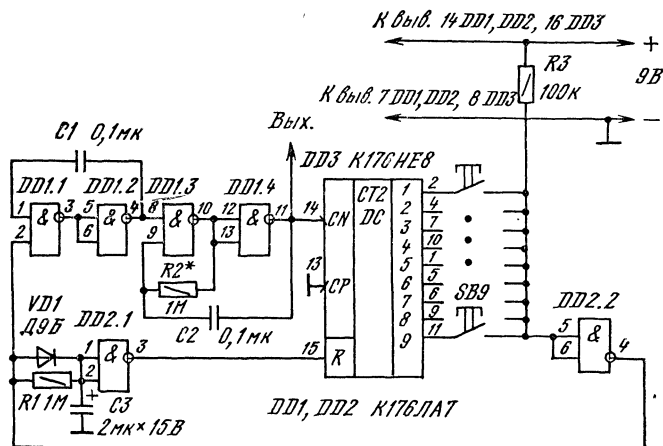 К выв. 14 DD1, DD2, 16 DD3
+
R3
100к
9В
К выв. 7 DD1, DD2, 8 DD3
−
Вых.
C1 0,1мк
DD3 К176НЕ8
DD1.1 DD1.2 DD1.3 DD1.4
1 & 3 5 & 4 8 & 10 12 & 11 14
2 6 9 13
CN CT2 DC
1 2
2 4
3 7
4 10
5 1
6 5
7 6
8 9
9 11
R2*
1М
13 CP
C2 0,1мк
SB9
VD1
Д9Б
DD2.1
DD2.2
1 & 3 15 R
2
5 & 4
6
R1 1М
C3
+
2мк×15В
DD1, DD2 К176ЛАТ